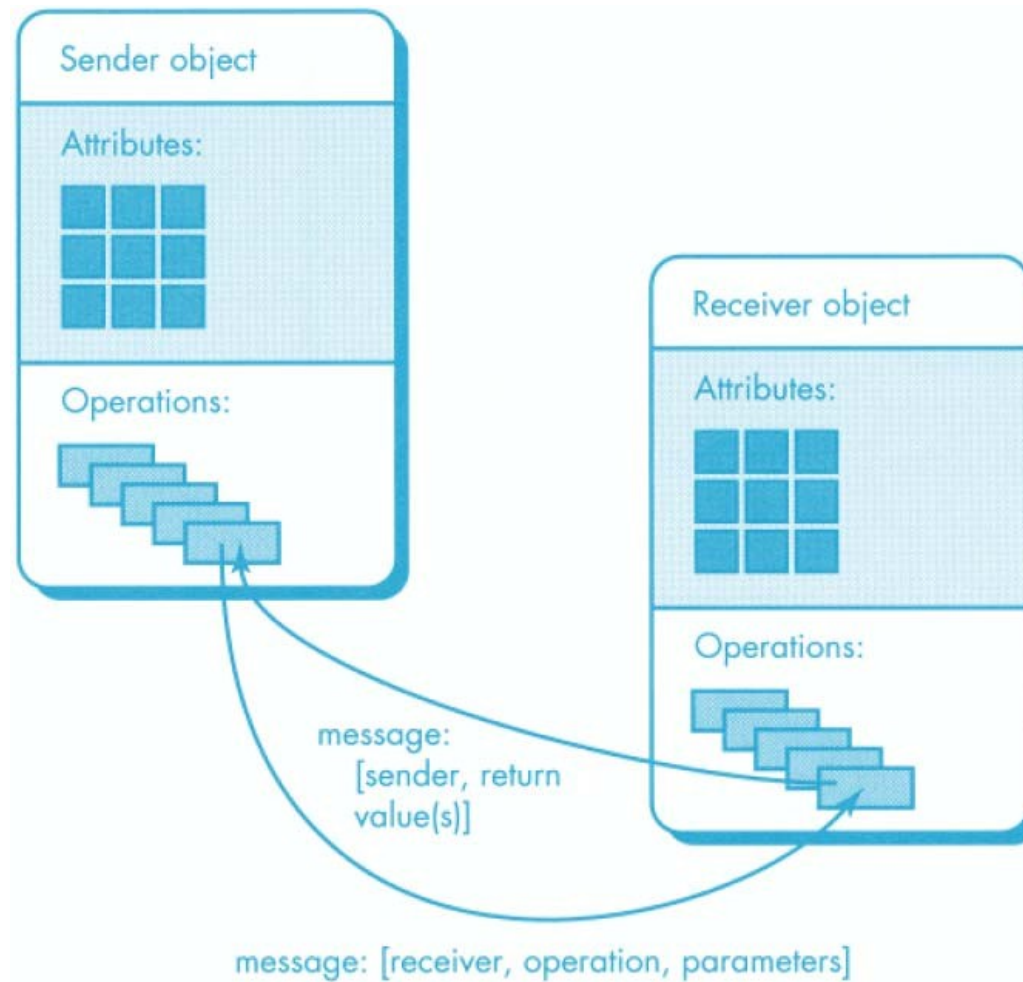 Sender object
Attributes:
Operations:
Receiver object
Attributes:
Operations:
message:
[sender, return
value(s)]
message: [receiver, operation, parameters]